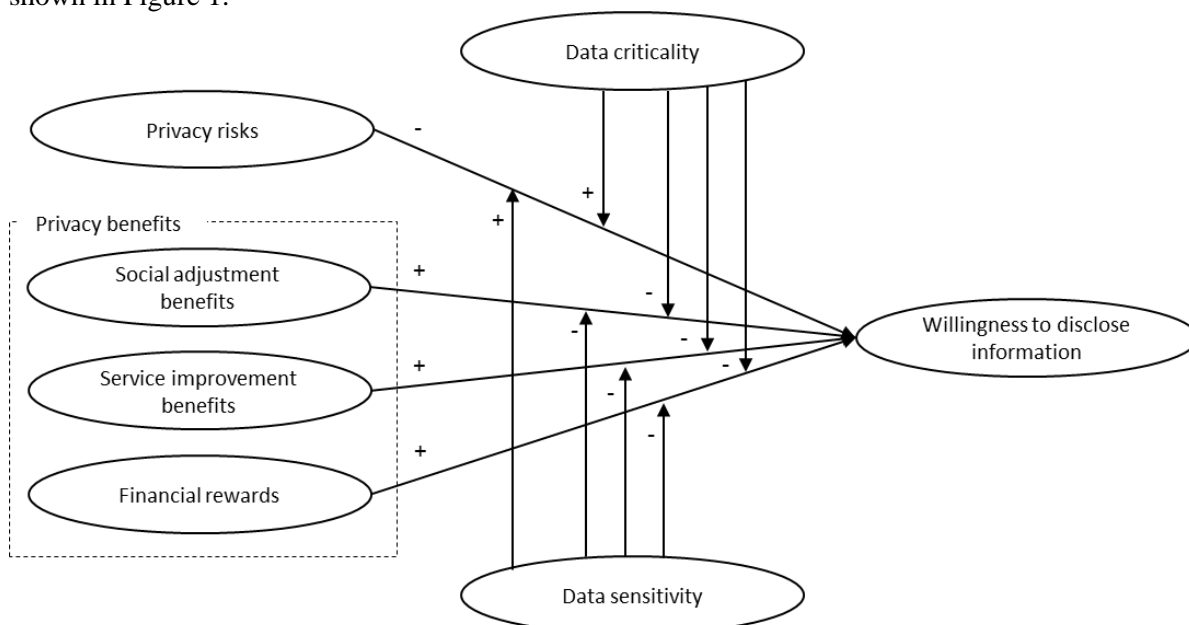 shown in Figure 1.
Data criticality
Privacy risks
-
+
+
Privacy benefits
Social adjustment
benefits
+
-
-
Willingness to disclose
information
Service improvement
benefits
+
-
-
Financial rewards
+
-
-
Data sensitivity